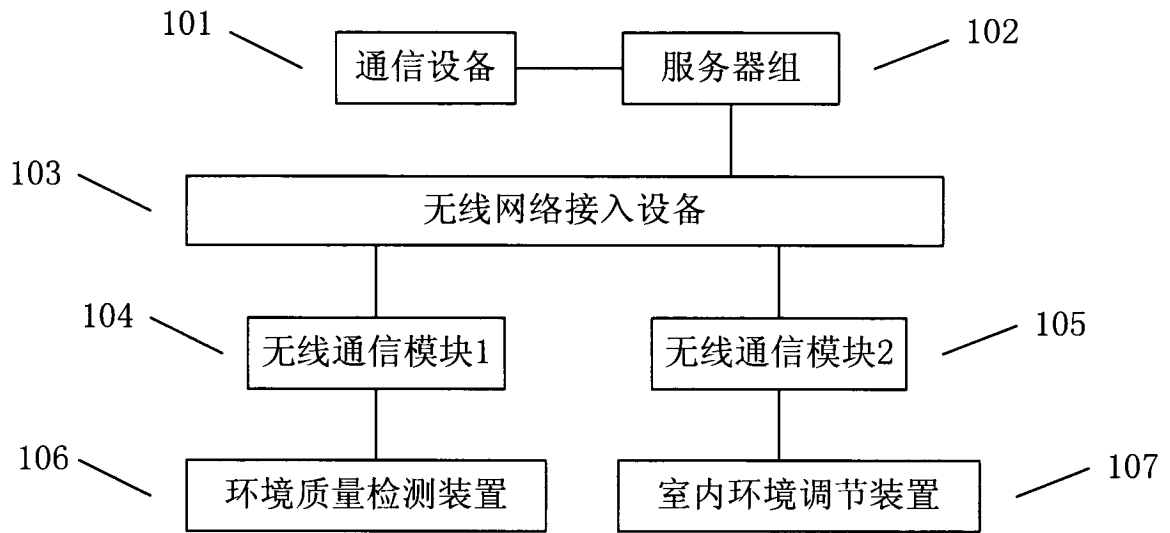 101
通信设备
服务器组
102
103
无线网络接入设备
104
无线通信模块1
无线通信模块2
105
106
环境质量检测装置
室内环境调节装置
107